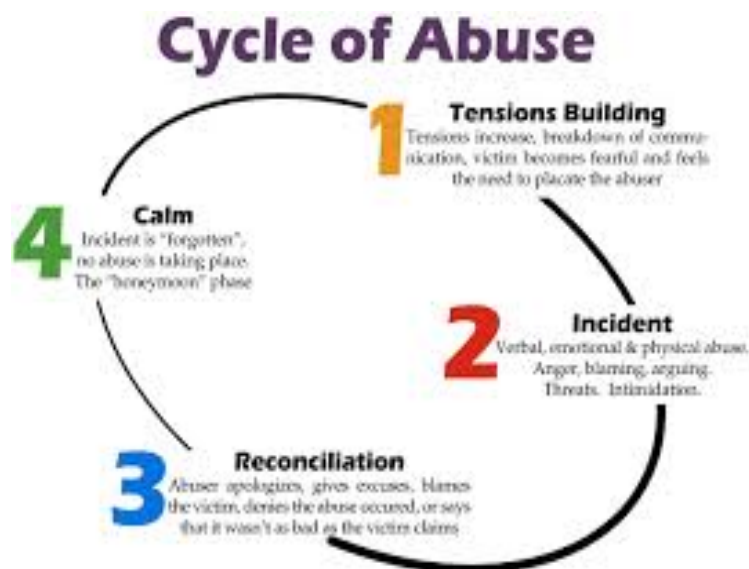 Cycle of Abuse
1
Tensions Building
Tensions increase, breakdown of commu-
nication, victim becomes fearful and feels
the need to placate the abuser
2
Incident
Verbal, emotional & physical abuse.
Anger, blaming, arguing.
Threats. Intimidation.
3
Reconciliation
Abuser apologizes, gives excuses, blames
the victim, denies the abuse occured, or says
that it wasn't as bad as the victim claims
4
Calm
Incident is "forgotten",
no abuse is taking place.
The "honeymoon" phase